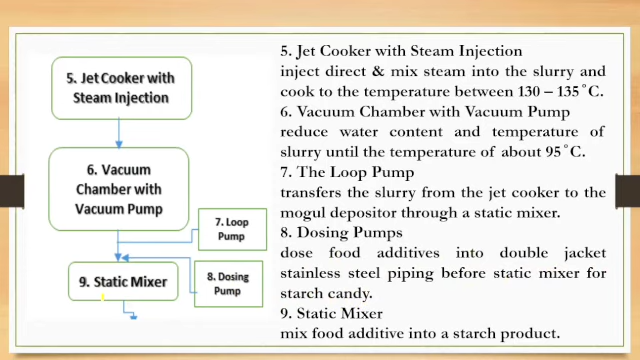 5. Jet Cooker with
Steam Injection
6. Vacuum
Chamber with
Vacuum Pump
7. Loop
Pump
8. Dosing
Pump
9. Static Mixer
5. Jet Cooker with Steam Injection
inject direct & mix steam into the slurry and
cook to the temperature between 130 – 135˚C.
6. Vacuum Chamber with Vacuum Pump
reduce water content and temperature of
slurry until the temperature of about 95˚C.
7. The Loop Pump
transfers the slurry from the jet cooker to the
mogul depositor through a static mixer.
8. Dosing Pumps
dose food additives into double jacket
stainless steel piping before static mixer for
starch candy.
9. Static Mixer
mix food additive into a starch product.